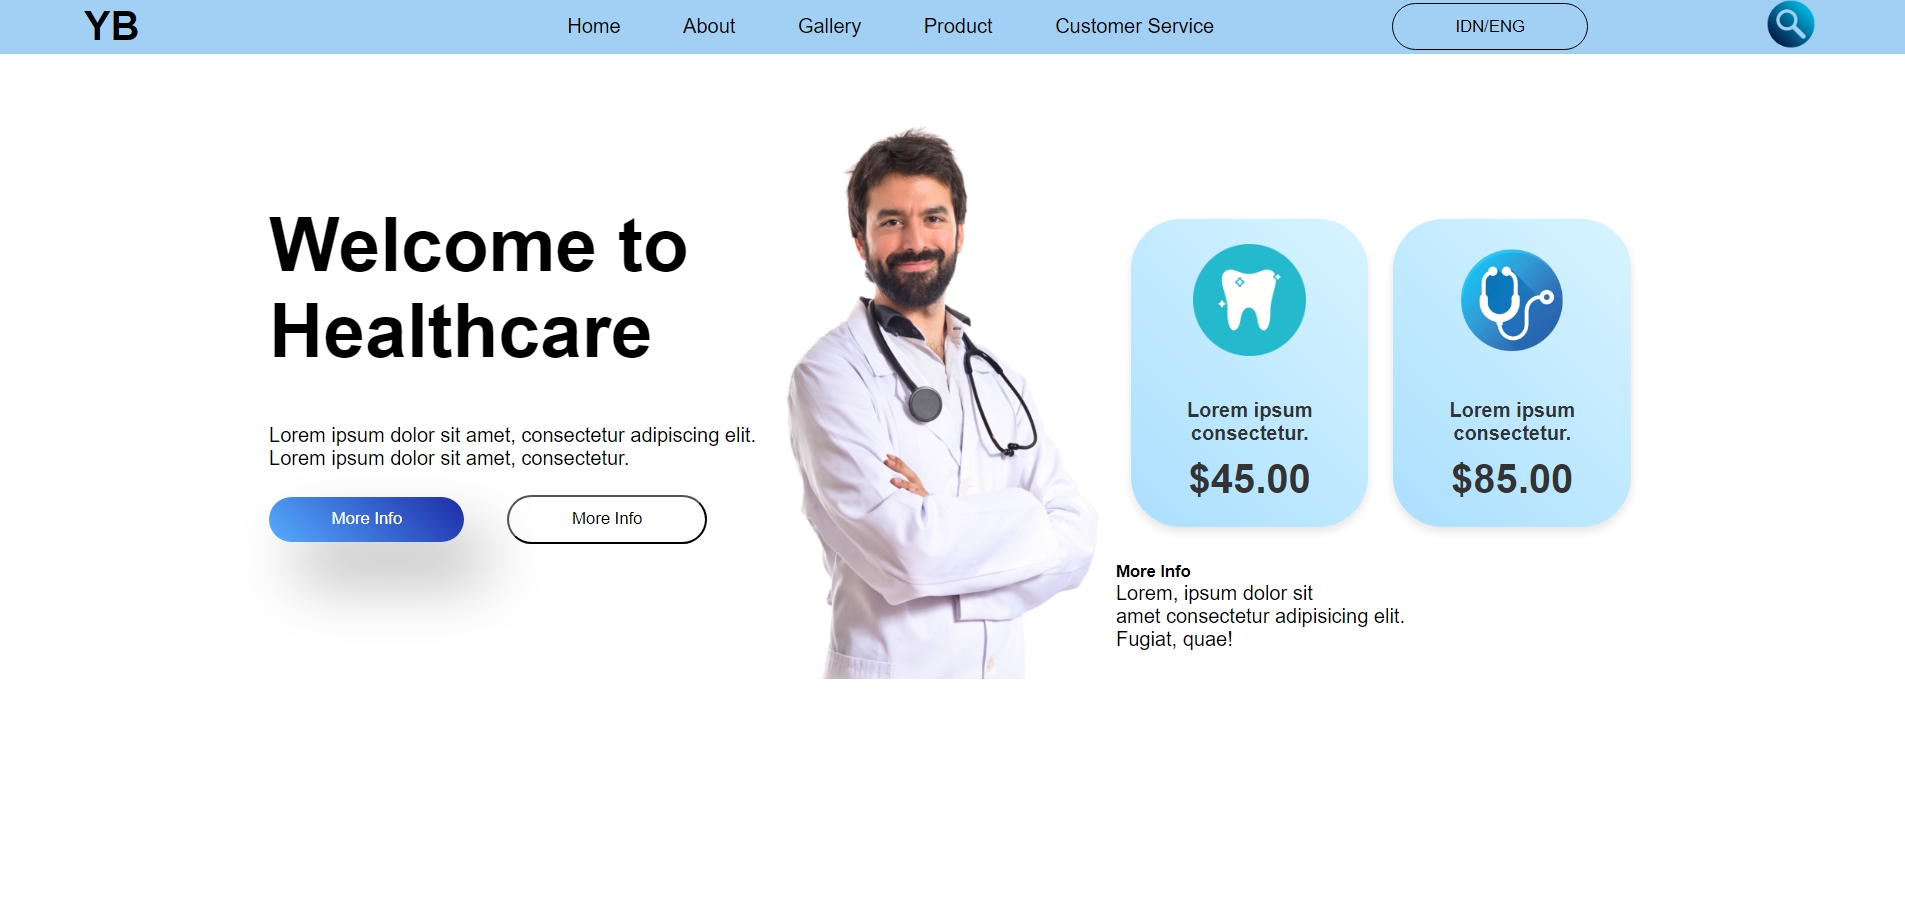 YB
Home
About
Gallery
Product
Customer Service
IDN/ENG
Welcome to
Healthcare
Lorem ipsum dolor sit amet, consectetur adipiscing elit.
Lorem ipsum dolor sit amet, consectetur.
More Info
More Info
Lorem ipsum
consectetur.
$45.00
Lorem ipsum
consectetur.
$85.00
More Info
Lorem, ipsum dolor sit
amet consectetur adipisicing elit.
Fugiat, quae!